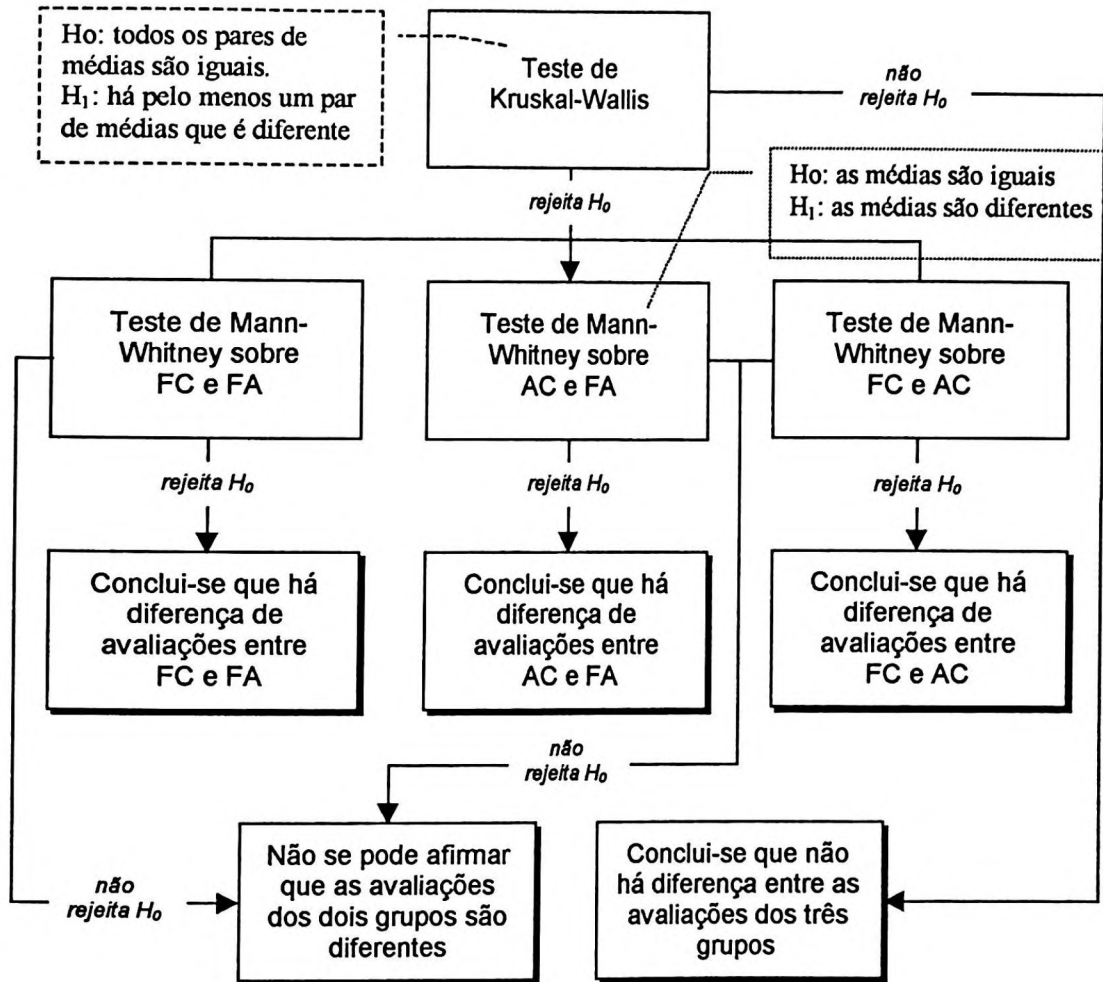 Ho: todos os pares de
médias são iguais.
H₁: há pelo menos um par
de médias que é diferente
Teste de
Kruskal-Wallis
não
rejeita H₀
Ho: as médias são iguais
H₁: as médias são diferentes
rejeita H₀
Teste de Mann-
Whitney sobre
FC e FA
Teste de Mann-
Whitney sobre
AC e FA
Teste de Mann-
Whitney sobre
FC e AC
rejeita H₀
rejeita H₀
rejeita H₀
Conclui-se que há
diferença de
avaliações entre
FC e FA
Conclui-se que há
diferença de
avaliações entre
AC e FA
Conclui-se que há
diferença de
avaliações entre
FC e AC
não
rejeita H₀
não
rejeita H₀
Não se pode afirmar
que as avaliações
dos dois grupos são
diferentes
Conclui-se que não
há diferença entre as
avaliações dos três
grupos